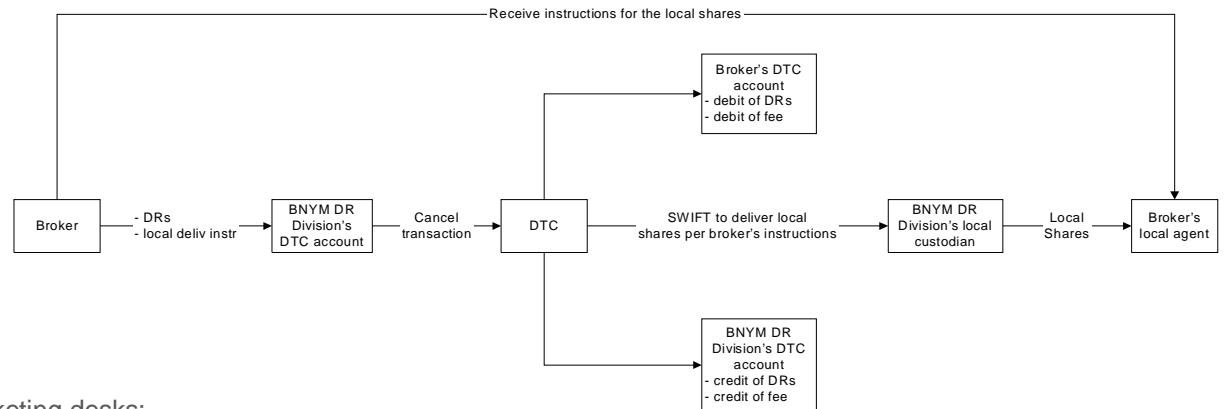 Receive instructions for the local shares
Broker's DTC
account
- debit of DRs
- debit of fee
Broker
- DRs
- local deliv instr
BNYM DR
Division's
DTC account
Cancel
transaction
DTC
SWIFT to deliver local
shares per broker's instructions
BNYM DR
Division's local
custodian
Local
Shares
Broker's
local agent
BNYM DR
Division's DTC
account
- credit of DRs
- credit of fee